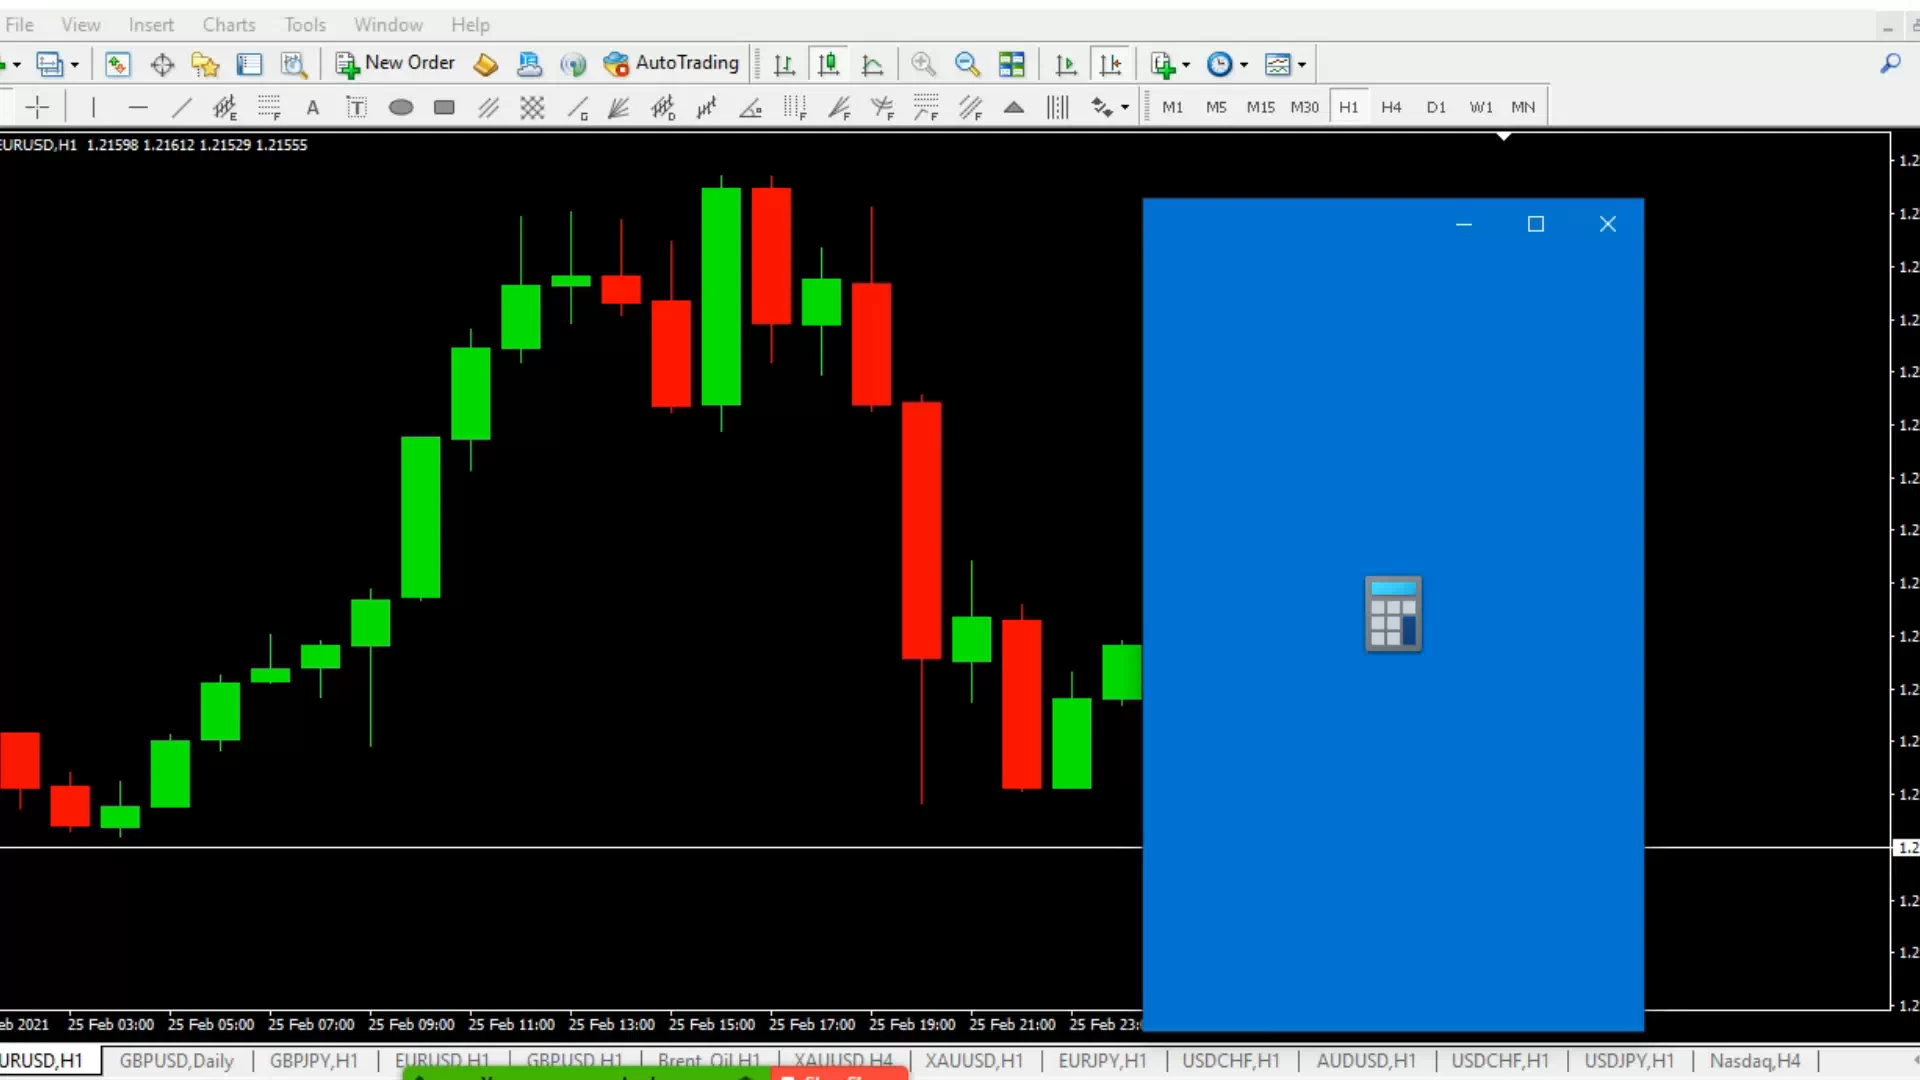 File View Insert Charts Tools Window Help
New Order AutoTrading
M1 M5 M15 M30 H1 H4 D1 W1 MN
EURUSD,H1 1.21598 1.21612 1.21529 1.21555
2021 25 Feb 03:00 25 Feb 05:00 25 Feb 07:00 25 Feb 09:00 25 Feb 11:00 25 Feb 13:00 25 Feb 15:00 25 Feb 17:00 25 Feb 19:00 25 Feb 21:00 25 Feb 23:
URUSD,H1 GBPUSD,Daily GBPJPY,H1 EURUSD,H1 GBPUSD,H1 Brent_Oil,H1 XAUUSD,H4 XAUUSD,H1 EURJPY,H1 USDCHF,H1 AUDUSD,H1 USDCHF,H1 USDJPY,H1 Nasdaq,H4